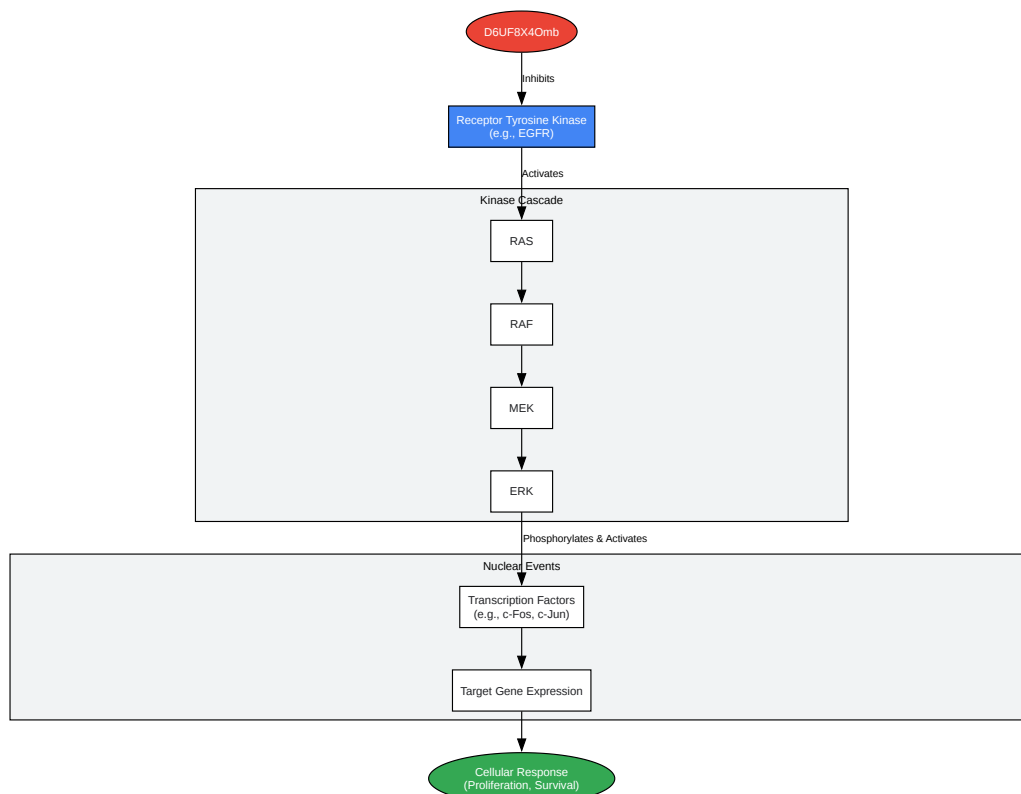 D6UF8X4Omb
Inhibits
Receptor Tyrosine Kinase
(e.g., EGFR)
Activates
Kinase Cascade
RAS
RAF
MEK
ERK
Phosphorylates & Activates
Nuclear Events
Transcription Factors
(e.g., c-Fos, c-Jun)
Target Gene Expression
Cellular Response
(Proliferation, Survival)